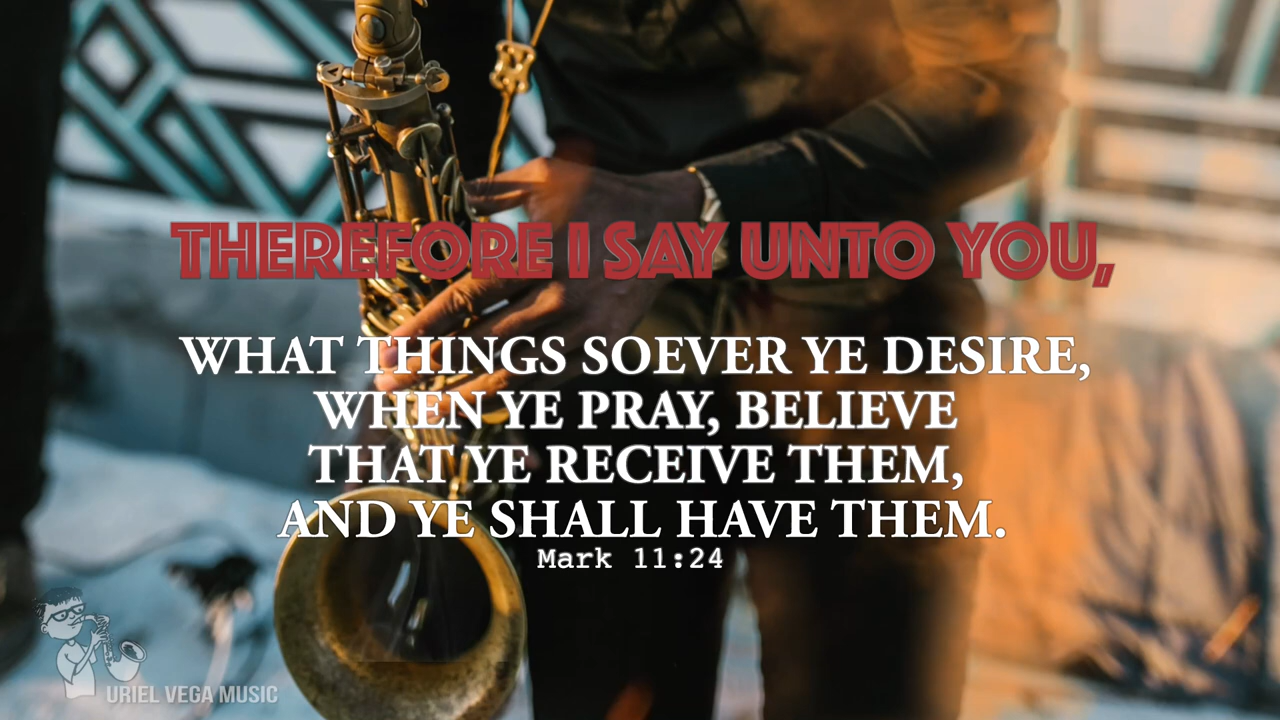 THEREFORE I SAY UNTO YOU,
WHAT THINGS SOEVER YE DESIRE,
WHEN YE PRAY, BELIEVE
THAT YE RECEIVE THEM,
AND YE SHALL HAVE THEM.
Mark 11:24
URIEL VEGA MUSIC